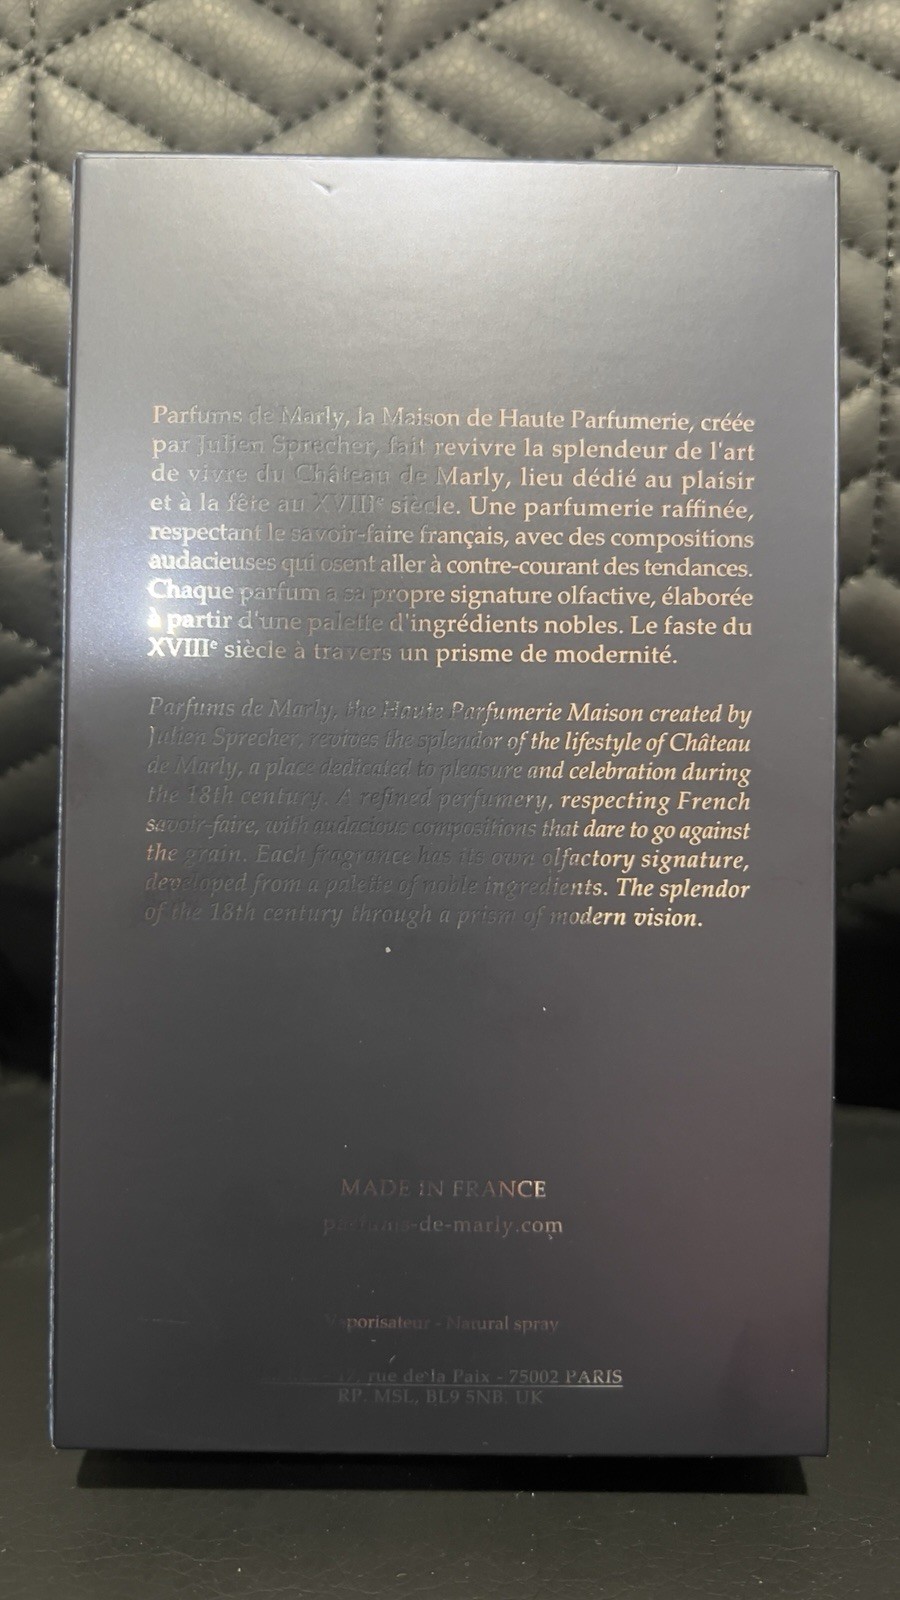 Parfums de Marly, la Maison de Haute Parfumerie, créée
par Julien Sprecher, fait revivre la splendeur de l'art
de vivre du Château de Marly, lieu dédié au plaisir
et à la fête au XVIIIᵉ siècle. Une parfumerie raffinée,
respectant le savoir-faire français, avec des compositions
audacieuses qui osent aller à contre-courant des tendances.
Chaque parfum a sa propre signature olfactive, élaborée
à partir d'une palette d'ingrédients nobles. Le faste du
XVIIIᵉ siècle à travers un prisme de modernité.
Parfums de Marly, the Haute Parfumerie Maison created by
Julien Sprecher, revives the splendor of the lifestyle of Château
de Marly, a place dedicated to pleasure and celebration during
the 18th century. A refined perfumery, respecting French
savoir-faire, with audacious compositions that dare to go against
the grain. Each fragrance has its own olfactory signature,
developed from a palette of noble ingredients. The splendor
of the 18th century through a prism of modern vision.
MADE IN FRANCE
parfums-de-marly.com
Vaporisateur - Natural spray
rue de la Paix - 75002 PARIS
RP. MSL, BL9 5NB. UK